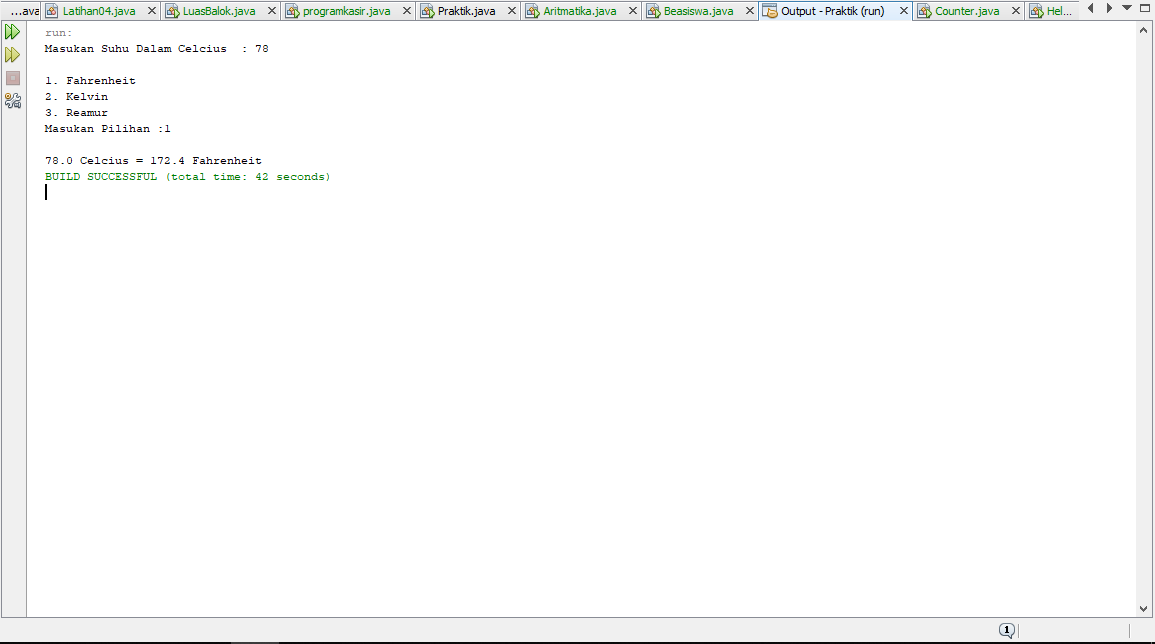 ...ava Latihan04.java LuasBalok.java programkasir.java Praktik.java Aritmatika.java Beasiswa.java Output - Praktik (run) Counter.java Hel...
run:
Masukan Suhu Dalam Celcius  : 78
1. Fahrenheit
2. Kelvin
3. Reamur
Masukan Pilihan :1
78.0 Celcius = 172.4 Fahrenheit
BUILD SUCCESSFUL (total time: 42 seconds)
1